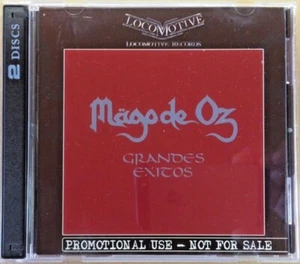 2 DISCS
LOCOMOTIVE
LOCOMOTIVE RECORDS
Mägo de Oz
GRANDES
EXITOS
PROMOTIONAL USE – NOT FOR SALE